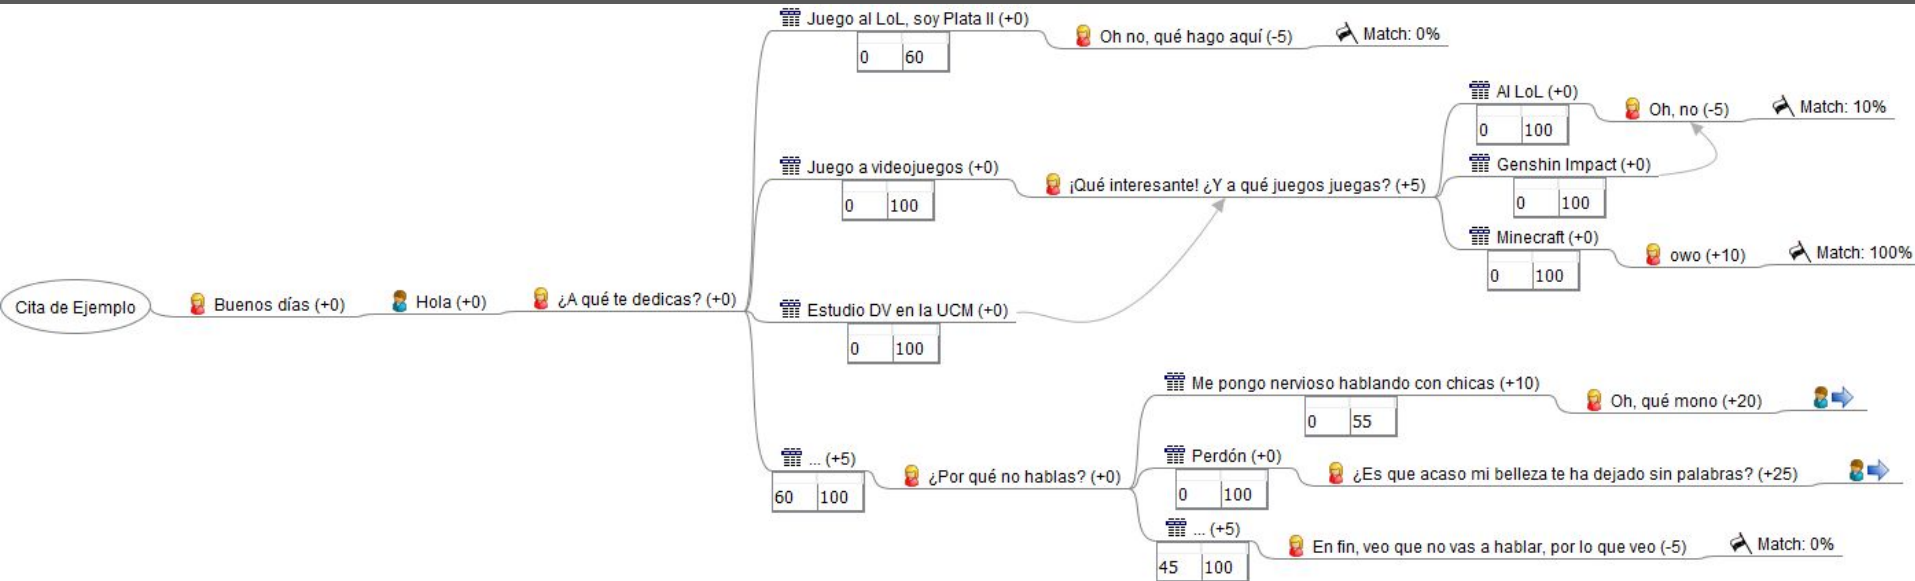 Cita de Ejemplo
Buenos días (+0)
Hola (+0)
¿A qué te dedicas? (+0)
Juego al LoL, soy Plata II (+0)
0 60
Oh no, qué hago aquí (-5)
Match: 0%
Juego a videojuegos (+0)
0 100
¡Qué interesante! ¿Y a qué juegos juegas? (+5)
Al LoL (+0)
0 100
Oh, no (-5)
Match: 10%
Genshin Impact (+0)
0 100
Minecraft (+0)
0 100
owo (+10)
Match: 100%
Estudio DV en la UCM (+0)
0 100
... (+5)
60 100
¿Por qué no hablas? (+0)
Me pongo nervioso hablando con chicas (+10)
0 55
Oh, qué mono (+20)
Perdón (+0)
0 100
¿Es que acaso mi belleza te ha dejado sin palabras? (+25)
... (+5)
45 100
En fin, veo que no vas a hablar, por lo que veo (-5)
Match: 0%